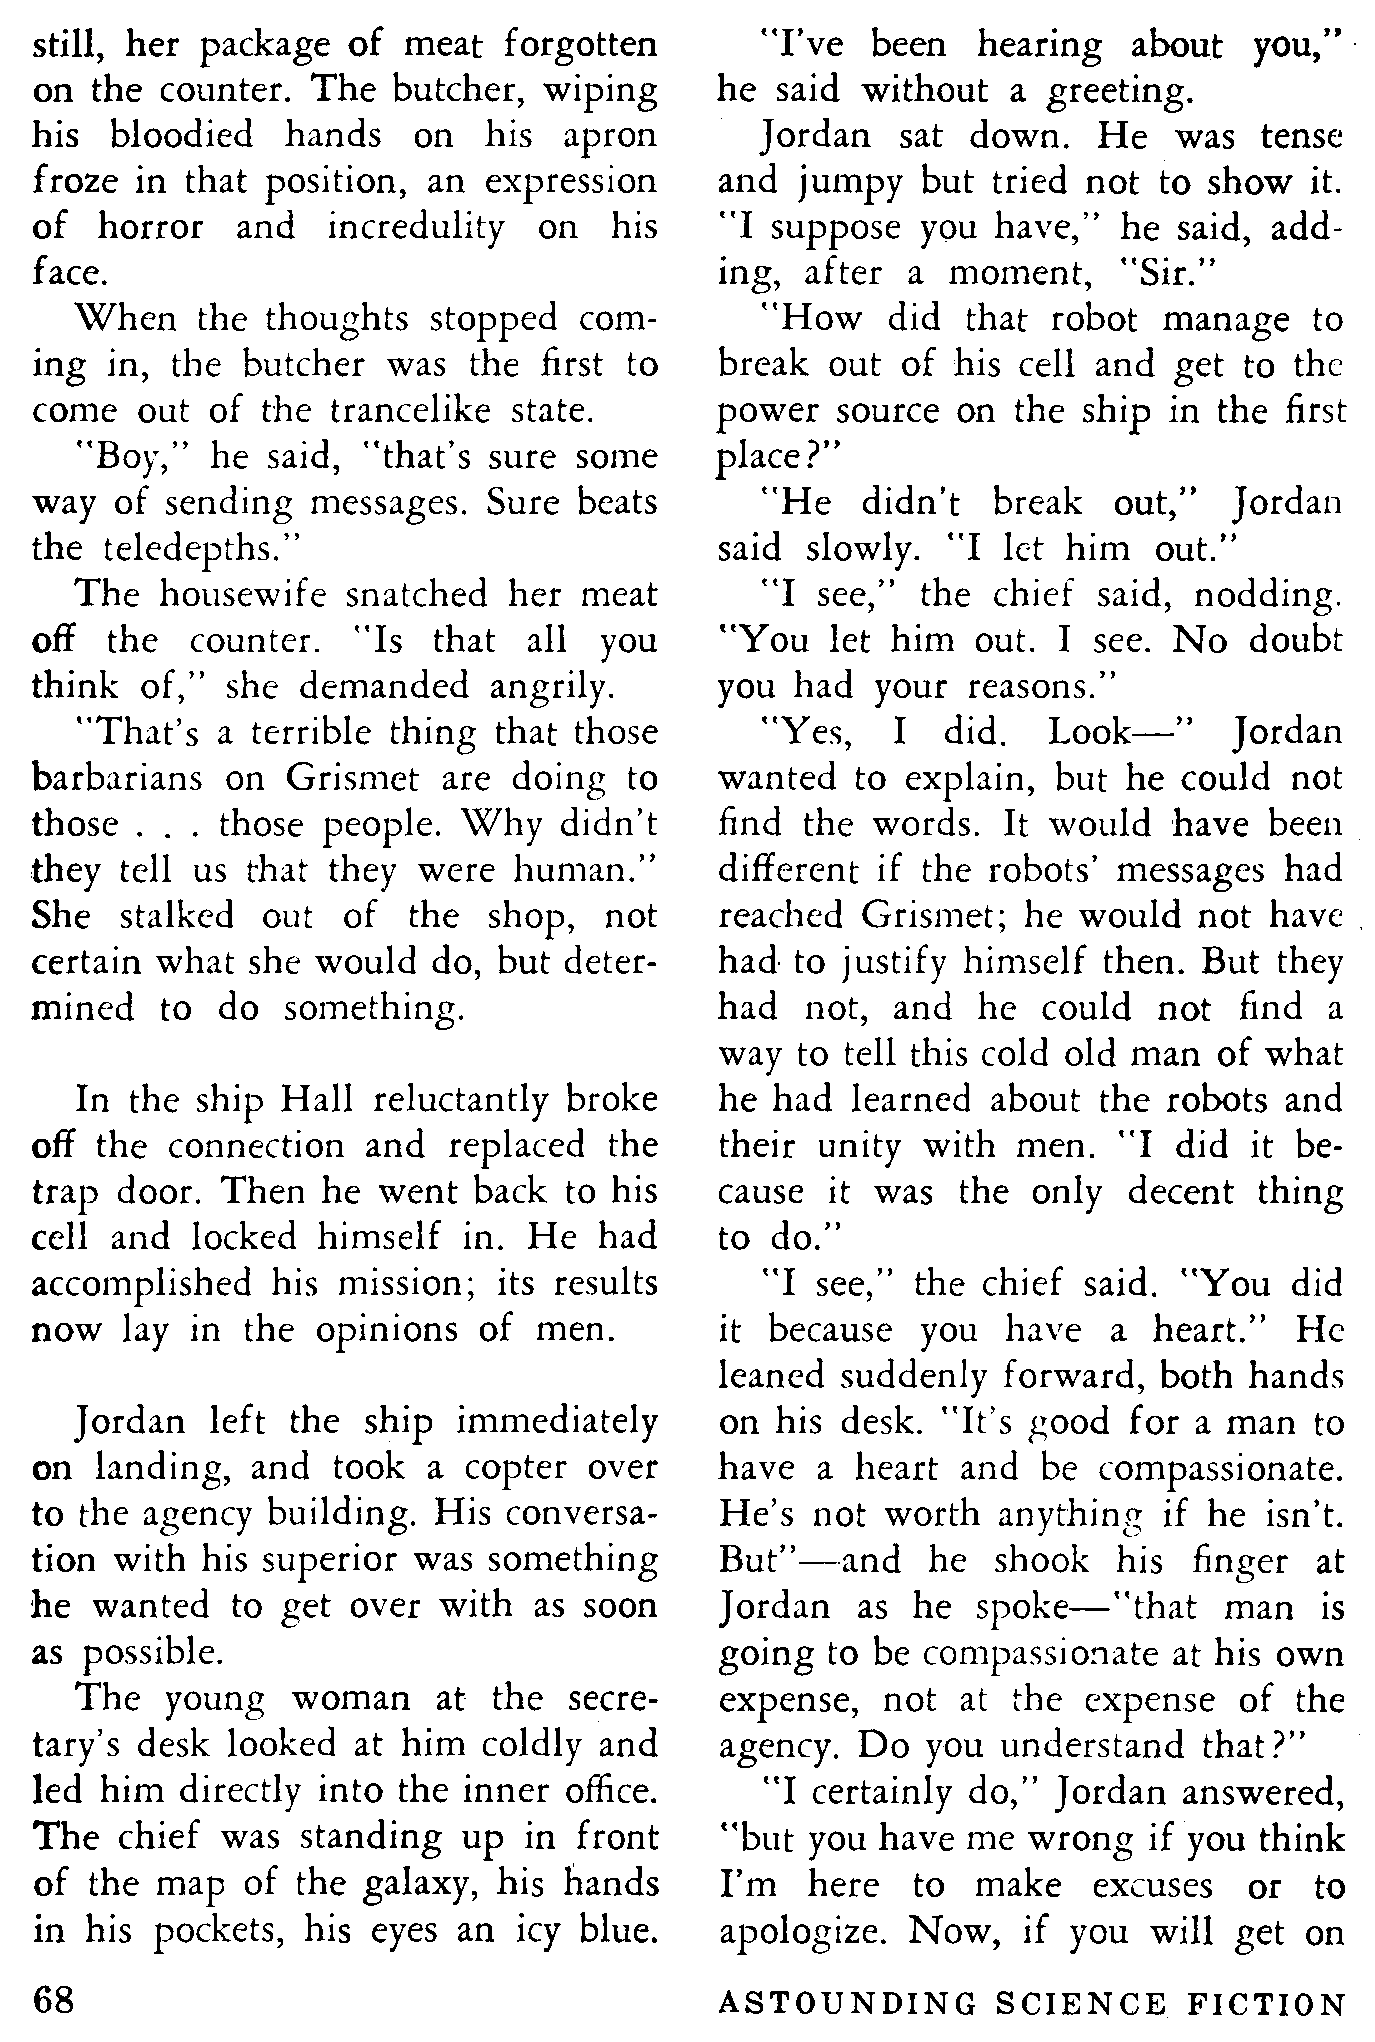 still, her package of meat forgotten
on the counter. The butcher, wiping
his bloodied hands on his apron
froze in that position, an expression
of horror and incredulity on his
face.
When the thoughts stopped com-
ing in, the butcher was the first to
come out of the trancelike state.
"Boy," he said, "that's sure some
way of sending messages. Sure beats
the teledepths."
The housewife snatched her meat
off the counter. "Is that all you
think of," she demanded angrily.
"That's a terrible thing that those
barbarians on Grismet are doing to
those . . . those people. Why didn't
they tell us that they were human."
She stalked out of the shop, not
certain what she would do, but deter-
mined to do something.
In the ship Hall reluctantly broke
off the connection and replaced the
trap door. Then he went back to his
cell and locked himself in. He had
accomplished his mission; its results
now lay in the opinions of men.
Jordan left the ship immediately
on landing, and took a copter over
to the agency building. His conversa-
tion with his superior was something
he wanted to get over with as soon
as possible.
The young woman at the secre-
tary's desk looked at him coldly and
led him directly into the inner office.
The chief was standing up in front
of the map of the galaxy, his hands
in his pockets, his eyes an icy blue.
"I've been hearing about you,"
he said without a greeting.
Jordan sat down. He was tense
and jumpy but tried not to show it.
"I suppose you have," he said, add-
ing, after a moment, "Sir."
"How did that robot manage to
break out of his cell and get to the
power source on the ship in the first
place?"
"He didn't break out," Jordan
said slowly. "I let him out."
"I see," the chief said, nodding.
"You let him out. I see. No doubt
you had your reasons."
"Yes, I did. Look—" Jordan
wanted to explain, but he could not
find the words. It would have been
different if the robots' messages had
reached Grismet; he would not have
had to justify himself then. But they
had not, and he could not find a
way to tell this cold old man of what
he had learned about the robots and
their unity with men. "I did it be-
cause it was the only decent thing
to do."
"I see," the chief said. "You did
it because you have a heart." He
leaned suddenly forward, both hands
on his desk. "It's good for a man to
have a heart and be compassionate.
He's not worth anything if he isn't.
But"—and he shook his finger at
Jordan as he spoke—"that man is
going to be compassionate at his own
expense, not at the expense of the
agency. Do you understand that?"
"I certainly do," Jordan answered,
"but you have me wrong if you think
I'm here to make excuses or to
apologize. Now, if you will get on
68
ASTOUNDING SCIENCE FICTION